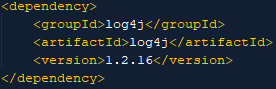 <dependency>
    <groupId>log4j</groupId>
    <artifactId>log4j</artifactId>
    <version>1.2.16</version>
</dependency>